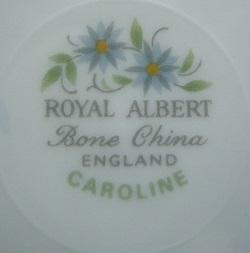 ROYAL ALBERT
Bone China
ENGLAND
CAROLINE